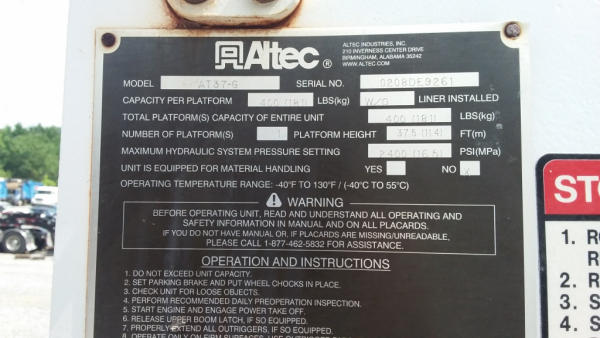 Altec®
ALTEC INDUSTRIES, INC.
210 INVERNESS CENTER DRIVE
BIRMINGHAM, ALABAMA 35242
WWW.ALTEC.COM
MODEL AT37-G SERIAL NO. 0208DE9261
CAPACITY PER PLATFORM 400 (181) LBS(kg) W/O LINER INSTALLED
TOTAL PLATFORM(S) CAPACITY OF ENTIRE UNIT 400 (181) LBS(kg)
NUMBER OF PLATFORM(S) 1 PLATFORM HEIGHT 37.5 (11.4) FT(m)
MAXIMUM HYDRAULIC SYSTEM PRESSURE SETTING 2400 (16.5) PSI(MPa)
UNIT IS EQUIPPED FOR MATERIAL HANDLING YES NO X
OPERATING TEMPERATURE RANGE: -40°F TO 130°F / (-40°C TO 55°C)
WARNING
BEFORE OPERATING UNIT, READ AND UNDERSTAND ALL OPERATING AND
SAFETY INFORMATION IN MANUAL AND ON ALL PLACARDS.
IF YOU DO NOT HAVE MANUAL OR, IF PLACARDS ARE MISSING/UNREADABLE,
PLEASE CALL 1-877-462-5832 FOR ASSISTANCE.
OPERATION AND INSTRUCTIONS
1. DO NOT EXCEED UNIT CAPACITY.
2. SET PARKING BRAKE AND PUT WHEEL CHOCKS IN PLACE.
3. CHECK UNIT FOR LOOSE OBJECTS.
4. PERFORM RECOMMENDED DAILY PREOPERATION INSPECTION.
5. START ENGINE AND ENGAGE POWER TAKE OFF.
6. RELEASE UPPER BOOM LATCH, IF SO EQUIPPED.
7. PROPERLY EXTEND ALL OUTRIGGERS, IF SO EQUIPPED.
8. OPERATE ONLY ON FIRM SURFACES
STO
1. R
R
2. R
3. S
4. S